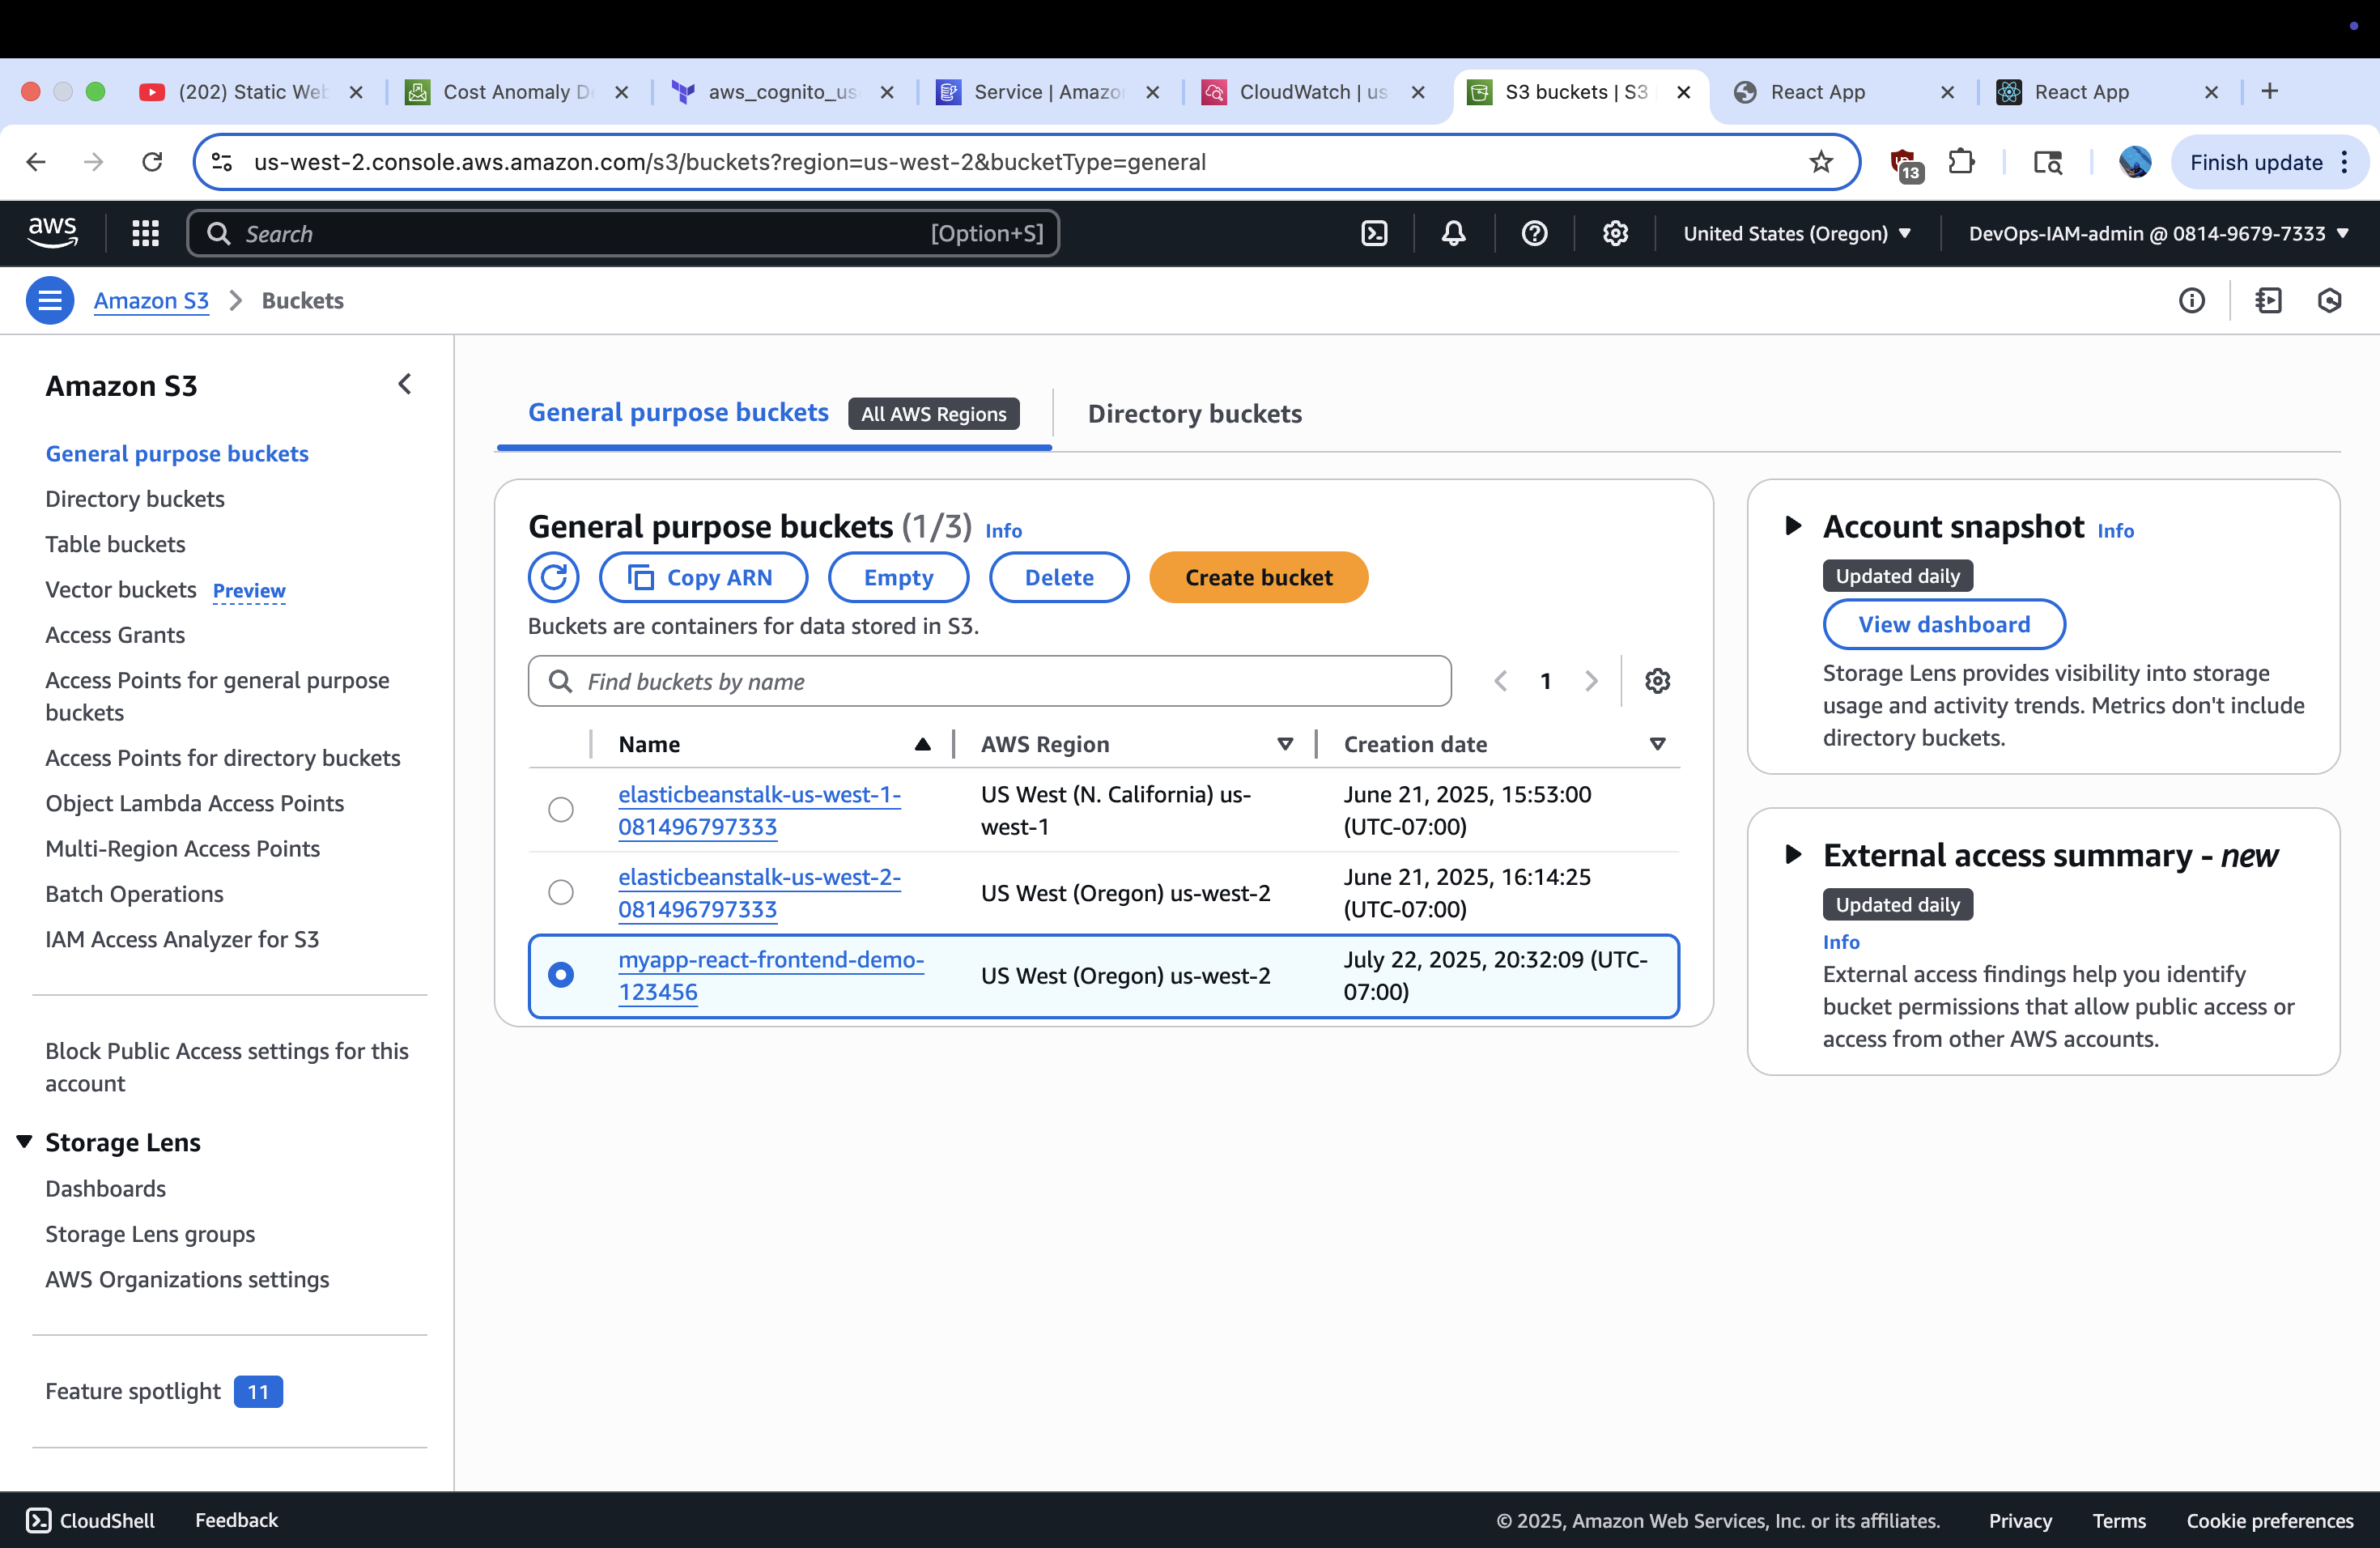 (202) Static Web
Cost Anomaly De
aws_cognito_us
Service | Amazon
CloudWatch | us
S3 buckets | S3
React App
React App
us-west-2.console.aws.amazon.com/s3/buckets?region=us-west-2&bucketType=general
13
Finish update
aws
Search
[Option+S]
United States (Oregon)
DevOps-IAM-admin @ 0814-9679-7333
Amazon S3
Buckets
Amazon S3
General purpose buckets
Directory buckets
Table buckets
Vector buckets Preview
Access Grants
Access Points for general purpose
buckets
Access Points for directory buckets
Object Lambda Access Points
Multi-Region Access Points
Batch Operations
IAM Access Analyzer for S3
Block Public Access settings for this
account
Storage Lens
Dashboards
Storage Lens groups
AWS Organizations settings
Feature spotlight 11
General purpose buckets All AWS Regions
Directory buckets
General purpose buckets (1/3) Info
Copy ARN
Empty
Delete
Create bucket
Buckets are containers for data stored in S3.
Find buckets by name
1
Name
AWS Region
Creation date
elasticbeanstalk-us-west-1-
081496797333
US West (N. California) us-
west-1
June 21, 2025, 15:53:00
(UTC-07:00)
elasticbeanstalk-us-west-2-
081496797333
US West (Oregon) us-west-2
June 21, 2025, 16:14:25
(UTC-07:00)
myapp-react-frontend-demo-
123456
US West (Oregon) us-west-2
July 22, 2025, 20:32:09 (UTC-
07:00)
Account snapshot Info
Updated daily
View dashboard
Storage Lens provides visibility into storage
usage and activity trends. Metrics don't include
directory buckets.
External access summary - new
Updated daily
Info
External access findings help you identify
bucket permissions that allow public access or
access from other AWS accounts.
CloudShell
Feedback
© 2025, Amazon Web Services, Inc. or its affiliates.
Privacy
Terms
Cookie preferences